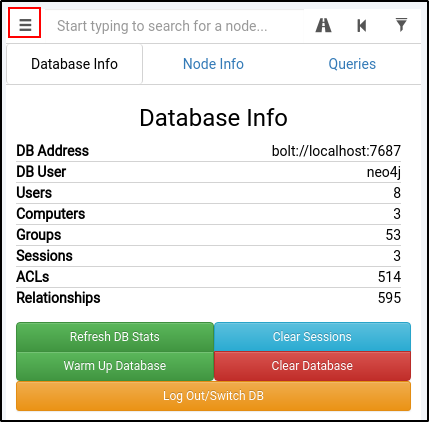 Start typing to search for a node...
Database Info Node Info Queries
Database Info
DB Address bolt://localhost:7687
DB User neo4j
Users 8
Computers 3
Groups 53
Sessions 3
ACLs 514
Relationships 595
Refresh DB Stats Clear Sessions
Warm Up Database Clear Database
Log Out/Switch DB